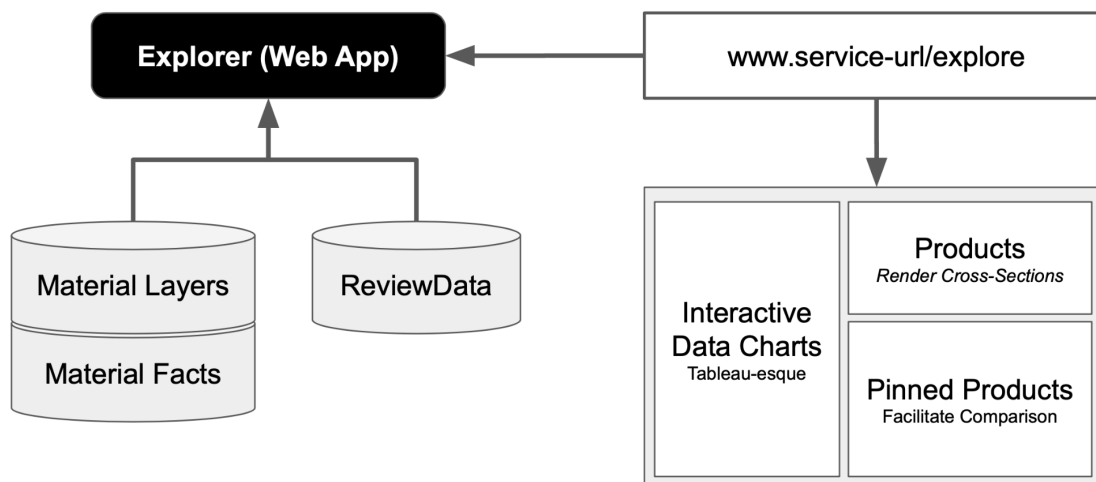 Explorer (Web App)
www.service-url/explore
Material Layers
Material Facts
ReviewData
Interactive
Data Charts
Tableau-esque
Products
Render Cross-Sections
Pinned Products
Facilitate Comparison